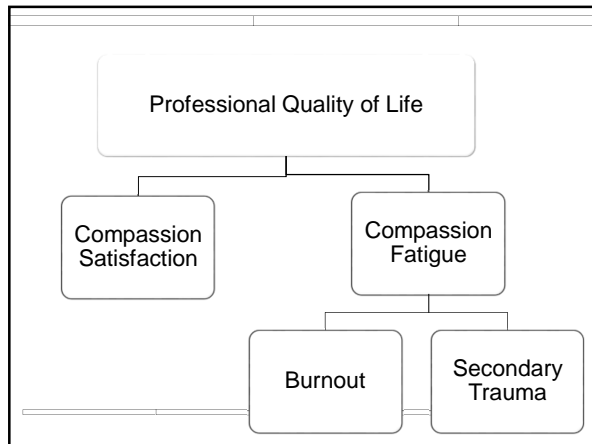 Professional Quality of Life
Compassion
Satisfaction
Compassion
Fatigue
Burnout
Secondary
Trauma